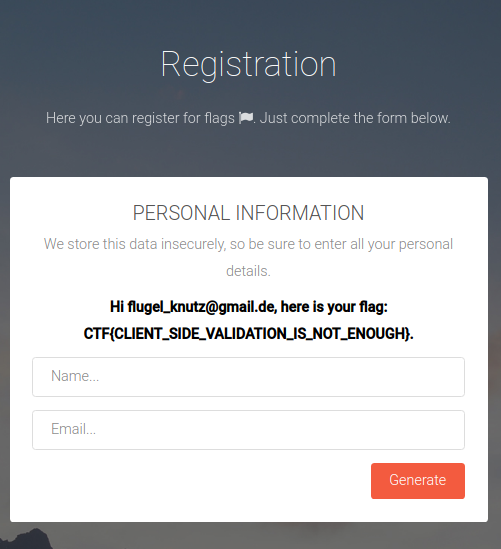 Registration
Here you can register for flags . Just complete the form below.
PERSONAL INFORMATION
We store this data insecurely, so be sure to enter all your personal
details.
Hi flugel_knutz@gmail.de, here is your flag:
CTF{CLIENT_SIDE_VALIDATION_IS_NOT_ENOUGH}.
Name...
Email...
Generate